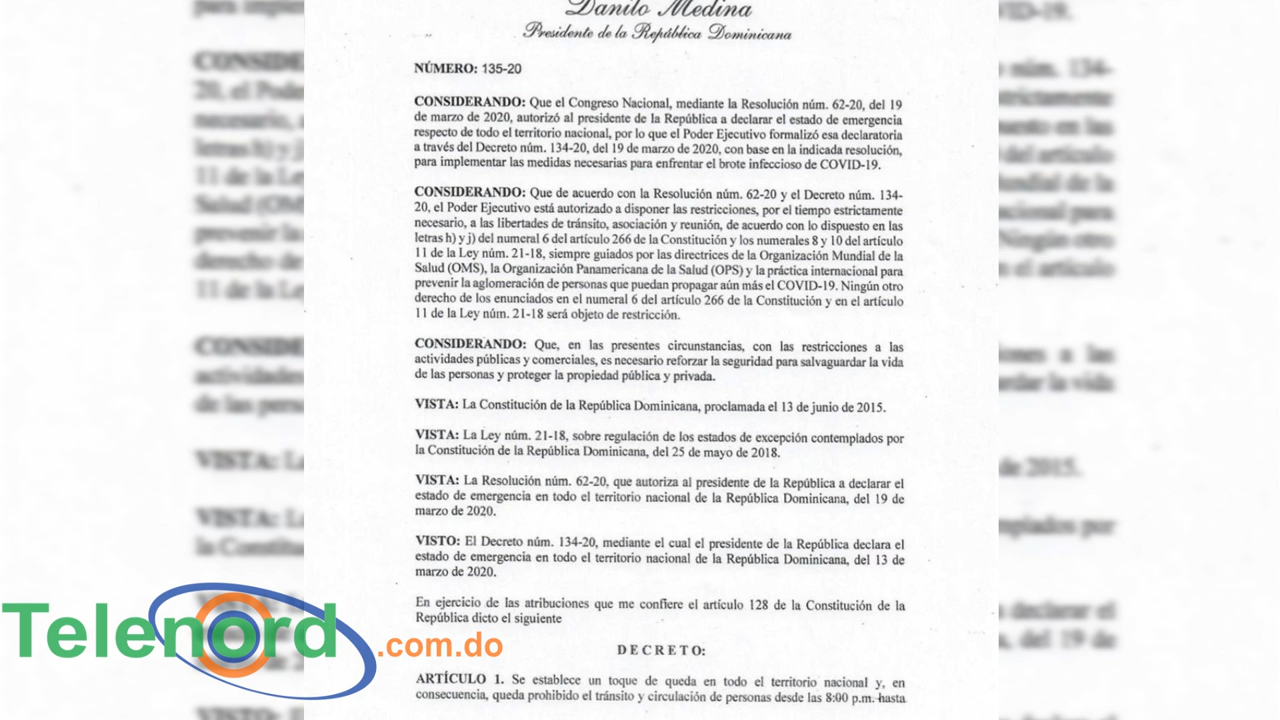 Danilo Medina
Presidente de la República Dominicana
NÚMERO: 135-20
CONSIDERANDO: Que el Congreso Nacional, mediante la Resolución núm. 62-20, del 19
de marzo de 2020, autorizó al presidente de la República a declarar el estado de emergencia
respecto de todo el territorio nacional, por lo que el Poder Ejecutivo formalizó esa declaratoria
a través del Decreto núm. 134-20, del 19 de marzo de 2020, con base en la indicada resolución,
para implementar las medidas necesarias para enfrentar el brote infeccioso de COVID-19.
CONSIDERANDO: Que de acuerdo con la Resolución núm. 62-20 y el Decreto núm. 134-
20, el Poder Ejecutivo está autorizado a disponer las restricciones, por el tiempo estrictamente
necesario, a las libertades de tránsito, asociación y reunión, de acuerdo con lo dispuesto en las
letras h) y j) del numeral 6 del artículo 266 de la Constitución y los numerales 8 y 10 del artículo
11 de la Ley núm. 21-18, siempre guiados por las directrices de la Organización Mundial de la
Salud (OMS), la Organización Panamericana de la Salud (OPS) y la práctica internacional para
prevenir la aglomeración de personas que puedan propagar aún más el COVID-19. Ningún otro
derecho de los enunciados en el numeral 6 del artículo 266 de la Constitución y en el artículo
11 de la Ley núm. 21-18 será objeto de restricción.
CONSIDERANDO: Que, en las presentes circunstancias, con las restricciones a las
actividades públicas y comerciales, es necesario reforzar la seguridad para salvaguardar la vida
de las personas y proteger la propiedad pública y privada.
VISTA: La Constitución de la República Dominicana, proclamada el 13 de junio de 2015.
VISTA: La Ley núm. 21-18, sobre regulación de los estados de excepción contemplados por
la Constitución de la República Dominicana, del 25 de mayo de 2018.
VISTA: La Resolución núm. 62-20, que autoriza al presidente de la República a declarar el
estado de emergencia en todo el territorio nacional de la República Dominicana, del 19 de
marzo de 2020.
VISTO: El Decreto núm. 134-20, mediante el cual el presidente de la República declara el
estado de emergencia en todo el territorio nacional de la República Dominicana, del 13 de
marzo de 2020.
En ejercicio de las atribuciones que me confiere el artículo 128 de la Constitución de la
República dicto el siguiente
DECRETO:
ARTÍCULO 1. Se establece un toque de queda en todo el territorio nacional y, en
consecuencia, queda prohibido el tránsito y circulación de personas desde las 8:00 p.m. hasta
Telenord.com.do